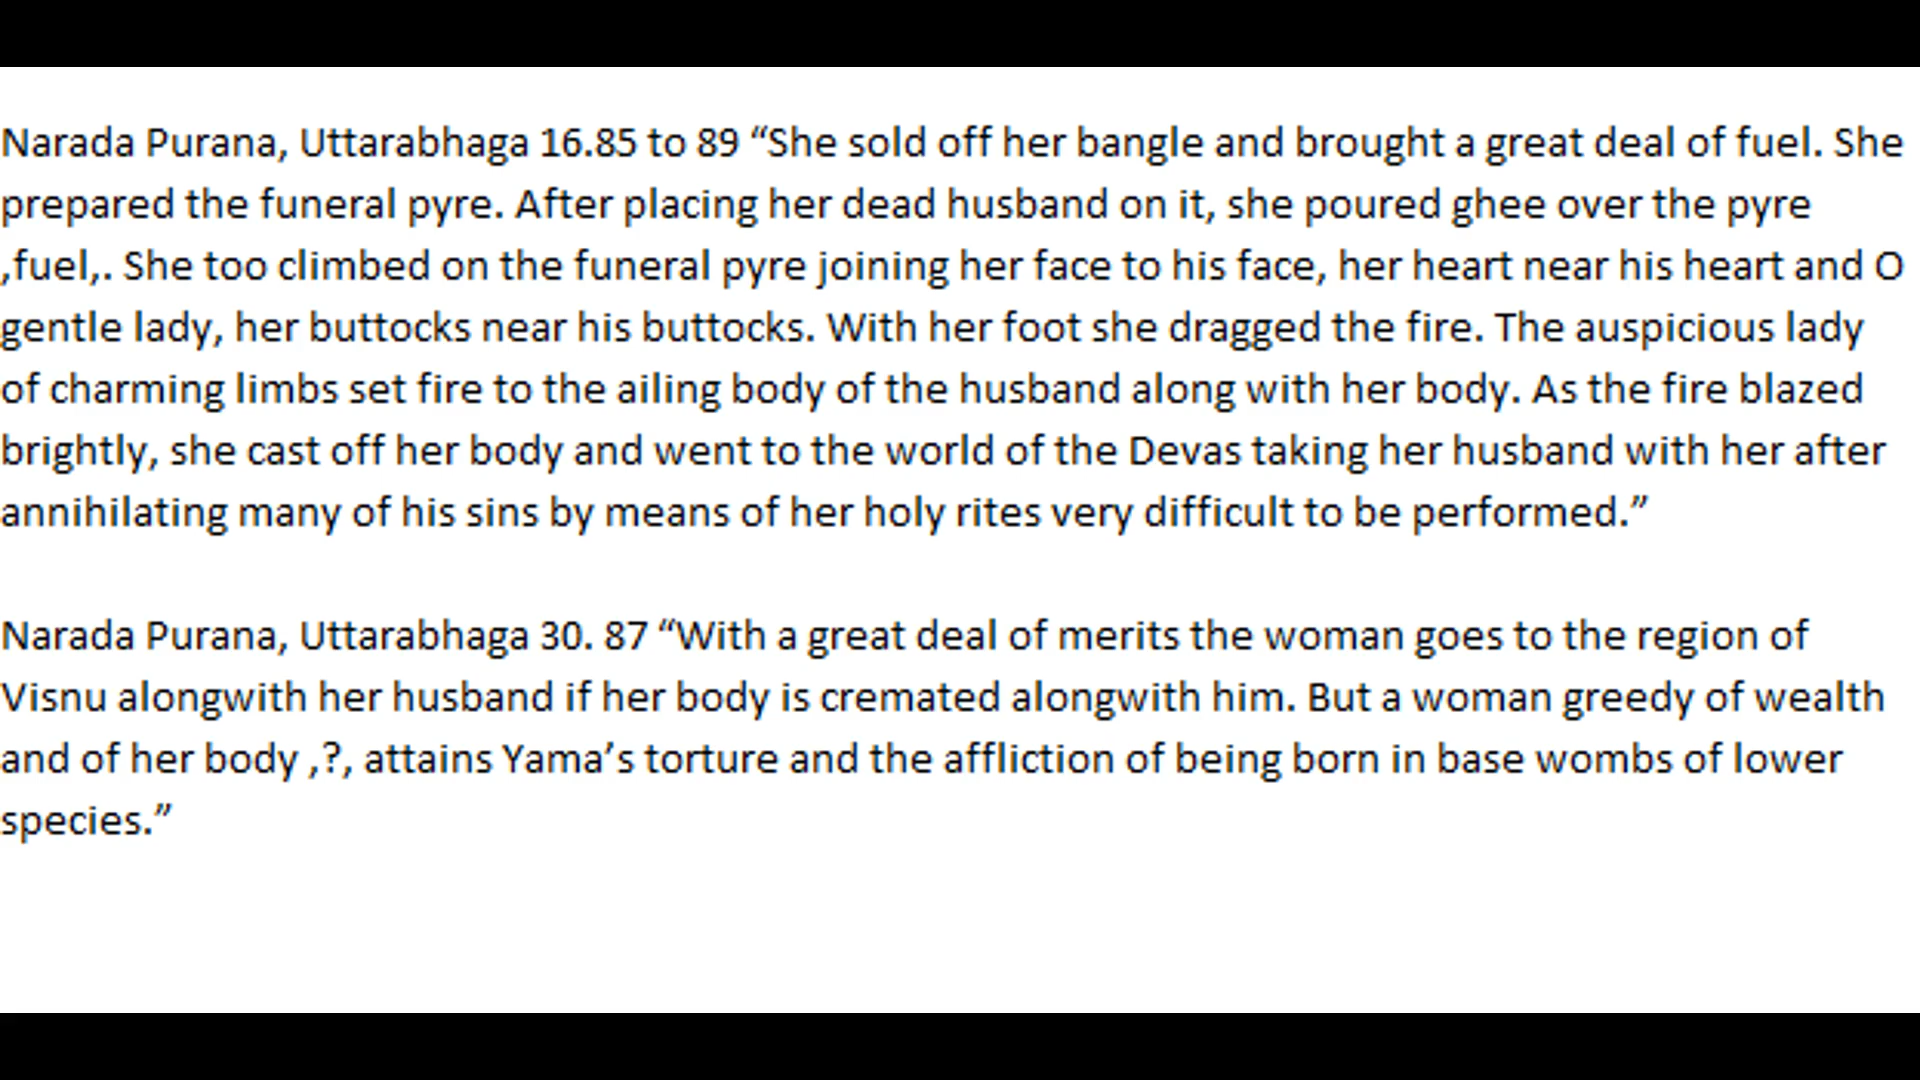 Narada Purana, Uttarabhaga 16.85 to 89 “She sold off her bangle and brought a great deal of fuel. She
prepared the funeral pyre. After placing her dead husband on it, she poured ghee over the pyre
,fuel,. She too climbed on the funeral pyre joining her face to his face, her heart near his heart and O
gentle lady, her buttocks near his buttocks. With her foot she dragged the fire. The auspicious lady
of charming limbs set fire to the ailing body of the husband along with her body. As the fire blazed
brightly, she cast off her body and went to the world of the Devas taking her husband with her after
annihilating many of his sins by means of her holy rites very difficult to be performed.”
Narada Purana, Uttarabhaga 30. 87 “With a great deal of merits the woman goes to the region of
Visnu alongwith her husband if her body is cremated alongwith him. But a woman greedy of wealth
and of her body ,?, attains Yama’s torture and the affliction of being born in base wombs of lower
species.”